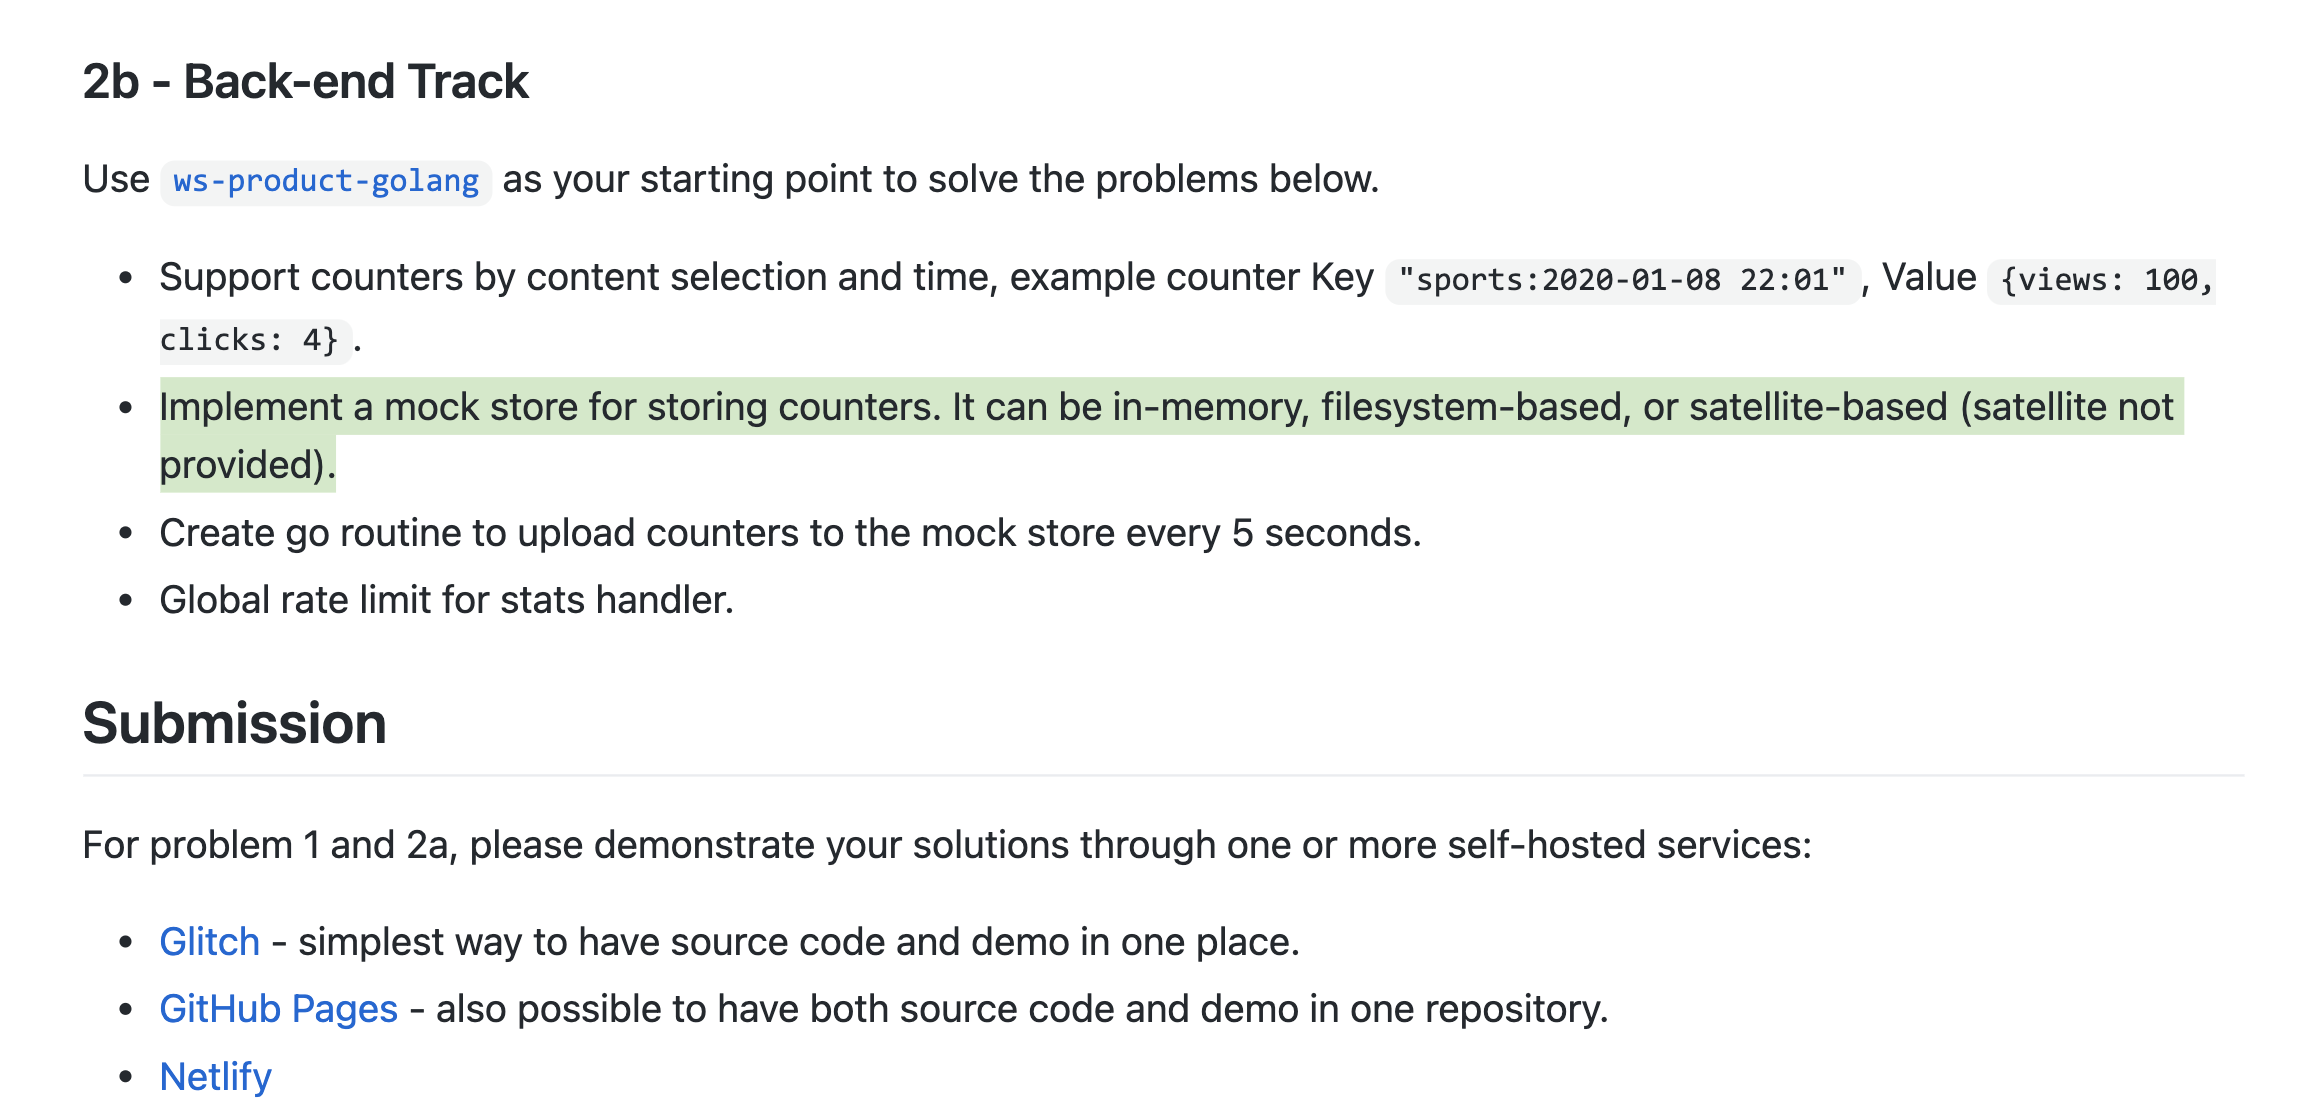 2b - Back-end Track
Use ws-product-golang as your starting point to solve the problems below.
• Support counters by content selection and time, example counter Key "sports:2020-01-08 22:01", Value {views: 100,
clicks: 4}.
• Implement a mock store for storing counters. It can be in-memory, filesystem-based, or satellite-based (satellite not
provided).
• Create go routine to upload counters to the mock store every 5 seconds.
• Global rate limit for stats handler.
Submission
For problem 1 and 2a, please demonstrate your solutions through one or more self-hosted services:
• Glitch - simplest way to have source code and demo in one place.
• GitHub Pages - also possible to have both source code and demo in one repository.
• Netlify